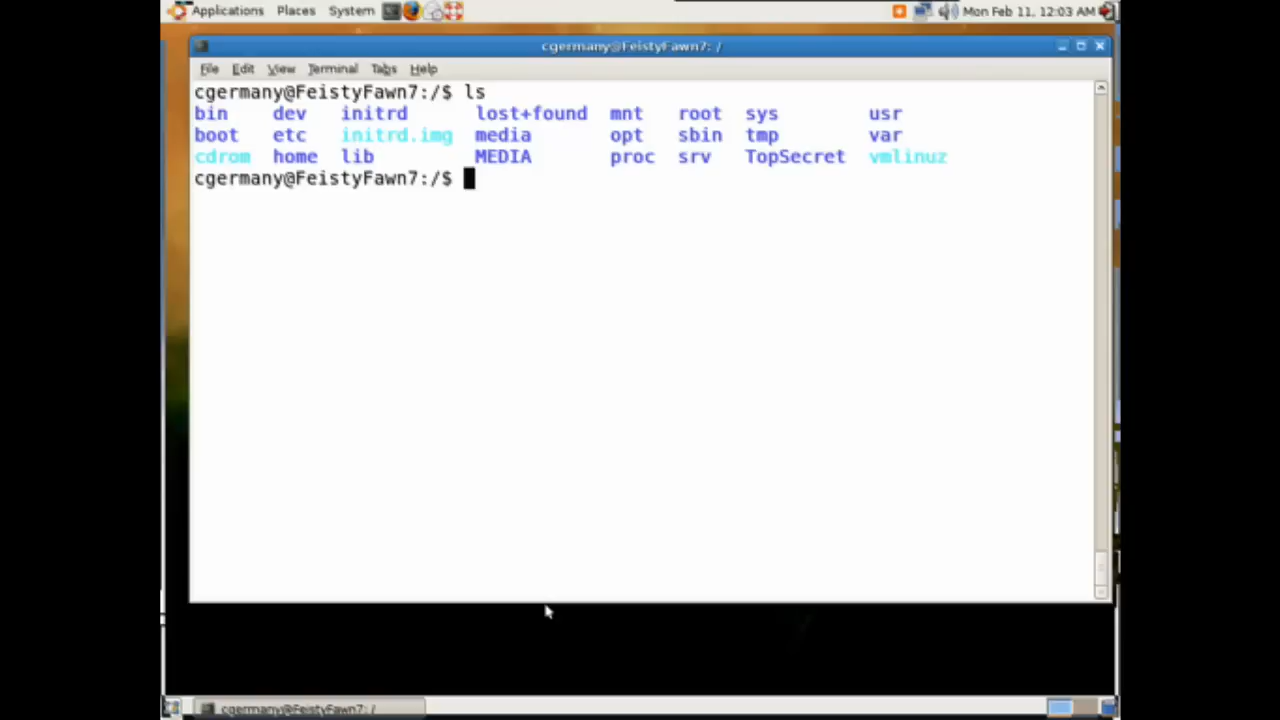 Applications Places System Mon Feb 11, 12:03 AM
cgermany@FeistyFawn7: /
File Edit View Terminal Tabs Help
cgermany@FeistyFawn7:/$ ls
bin dev initrd lost+found mnt root sys usr
boot etc initrd.img media opt sbin tmp var
cdrom home lib MEDIA proc srv TopSecret vmlinuz
cgermany@FeistyFawn7:/$
cgermany@FeistyFawn7: /